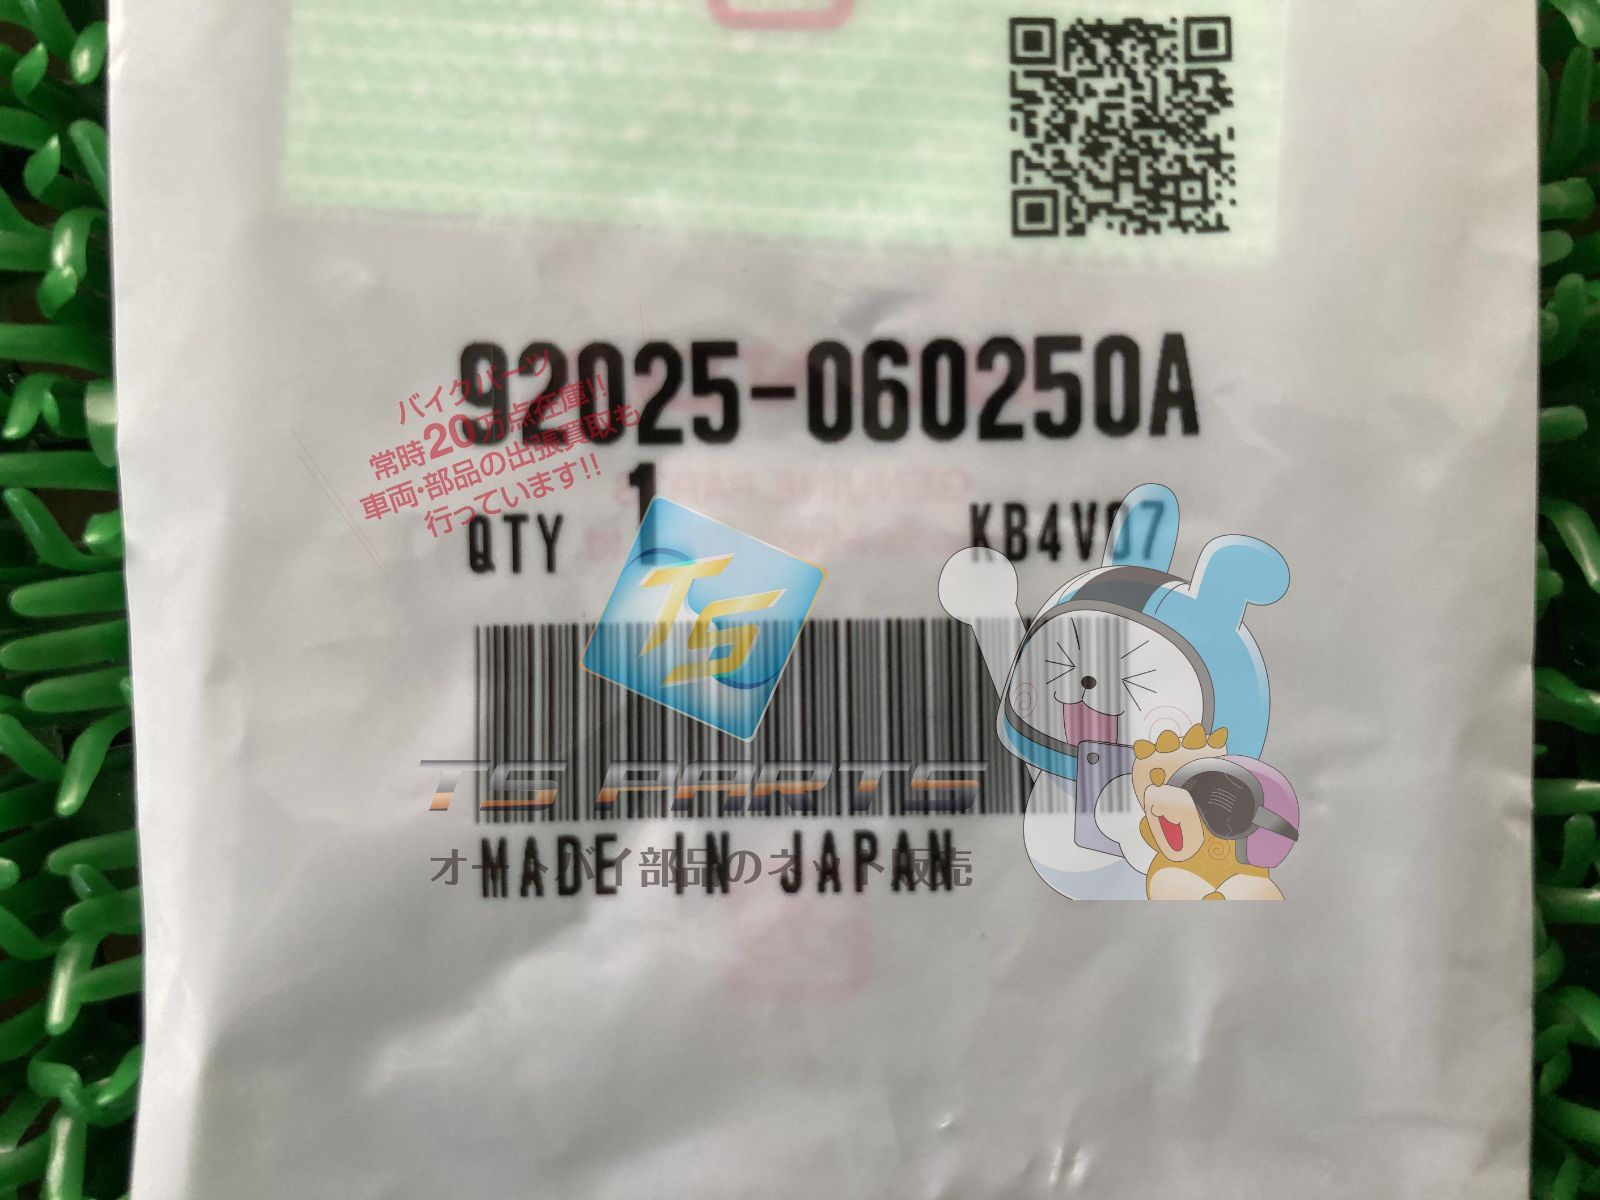 92025-060250A
バイクパーツ
常時20万点在庫!!
車両・部品の出張買取も
行っています!!
QTY 1 KB4V07
TS
TS PARTS
MADE IN JAPAN
オートバイ部品のネット販売